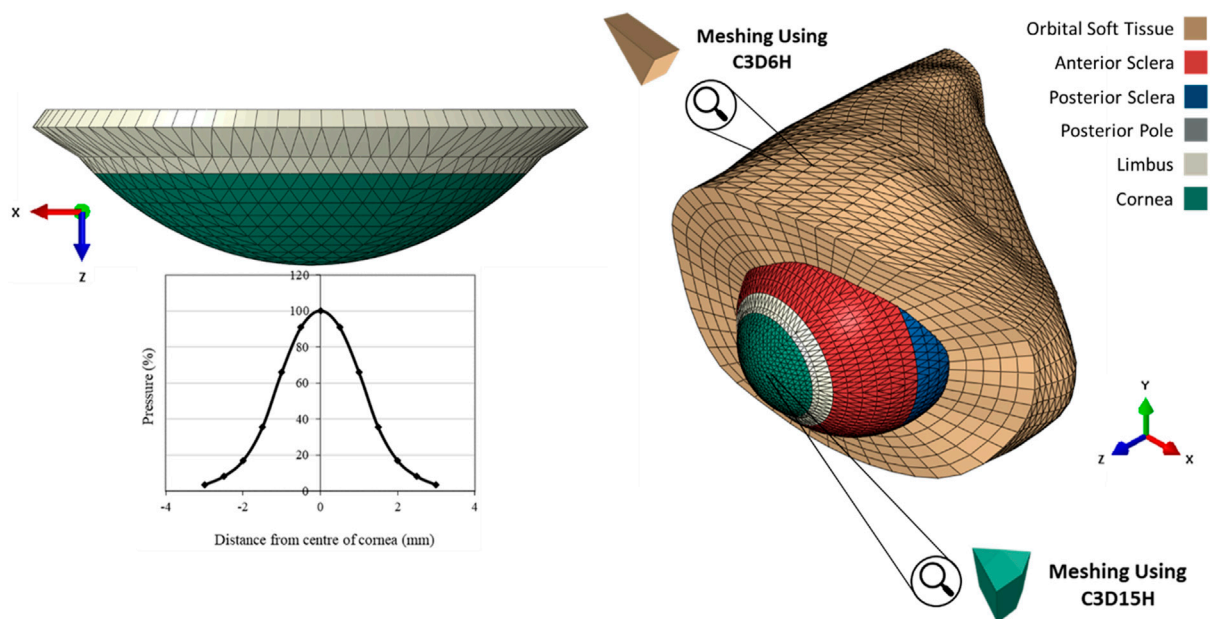 X
Z
120
100
80
60
40
20
0
-4
-2
0
2
4
Pressure (%)
Distance from centre of cornea (mm)
Meshing Using
C3D6H
Orbital Soft Tissue
Anterior Sclera
Posterior Sclera
Posterior Pole
Limbus
Cornea
Y
Z
X
Meshing Using
C3D15H